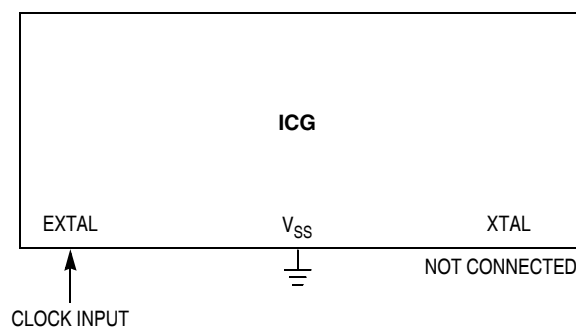 ICG
EXTAL
VSS
XTAL
NOT CONNECTED
CLOCK INPUT